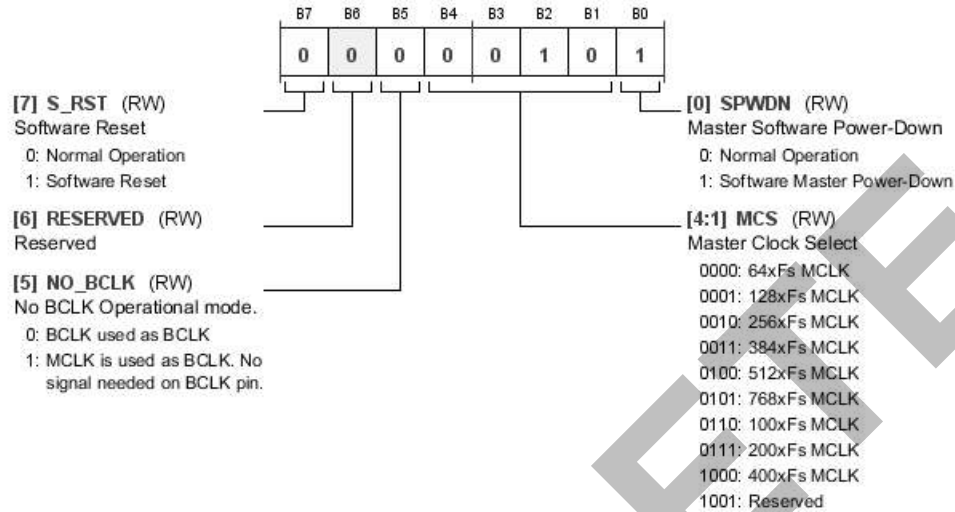 B7 B6 B5 B4 B3 B2 B1 B0
0 0 0 0 0 1 0 1
[7] S_RST (RW)
Software Reset
0: Normal Operation
1: Software Reset
[6] RESERVED (RW)
Reserved
[5] NO_BCLK (RW)
No BCLK Operational mode.
0: BCLK used as BCLK
1: MCLK is used as BCLK. No
signal needed on BCLK pin.
[0] SPWDN (RW)
Master Software Power-Down
0: Normal Operation
1: Software Master Power-Down
[4:1] MCS (RW)
Master Clock Select
0000: 64xFs MCLK
0001: 128xFs MCLK
0010: 256xFs MCLK
0011: 384xFs MCLK
0100: 512xFs MCLK
0101: 768xFs MCLK
0110: 100xFs MCLK
0111: 200xFs MCLK
1000: 400xFs MCLK
1001: Reserved